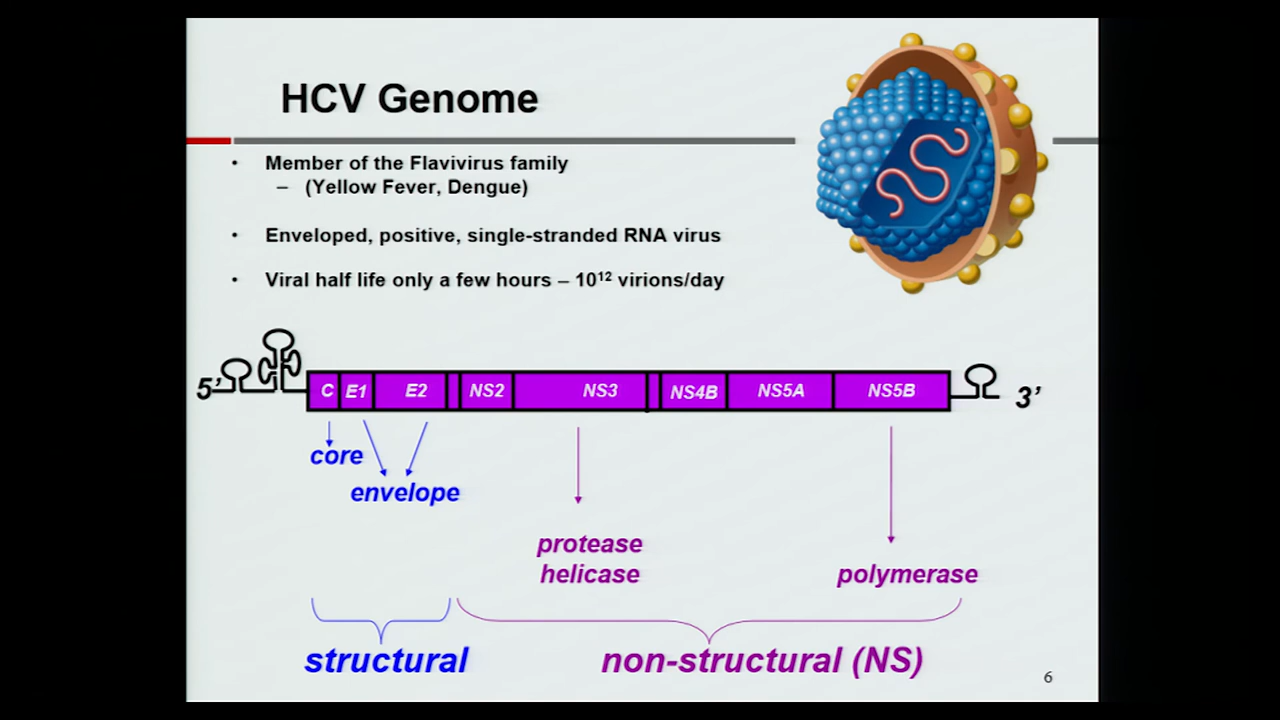 HCV Genome
• Member of the Flavivirus family
– (Yellow Fever, Dengue)
• Enveloped, positive, single-stranded RNA virus
• Viral half life only a few hours – 10¹² virions/day
5’ C E1 E2 NS2 NS3 NS4B NS5A NS5B 3’
core
envelope
protease
helicase
polymerase
structural non-structural (NS)
6